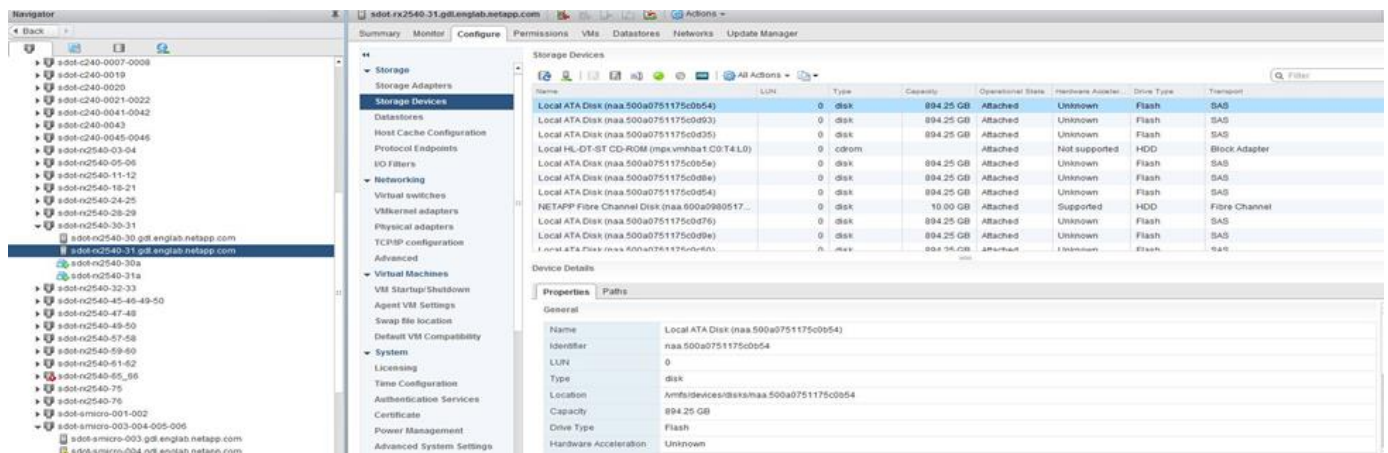 Navigator
Back
sdot-c240-0007-0008
sdot-c240-0019
sdot-c240-0020
sdot-c240-0021-0022
sdot-c240-0041-0042
sdot-c240-0043
sdot-c240-0045-0046
sdot-rx2540-03-04
sdot-rx2540-05-06
sdot-rx2540-11-12
sdot-rx2540-18-21
sdot-rx2540-24-25
sdot-rx2540-28-29
sdot-rx2540-30-31
sdot-rx2540-30.gdl.englab.netapp.com
sdot-rx2540-31.gdl.englab.netapp.com
sdot-rx2540-30a
sdot-rx2540-31a
sdot-rx2540-32-33
sdot-rx2540-45-46-49-50
sdot-rx2540-47-48
sdot-rx2540-49-50
sdot-rx2540-57-58
sdot-rx2540-59-60
sdot-rx2540-61-62
sdot-rx2540-65_66
sdot-rx2540-75
sdot-rx2540-76
sdot-smicro-001-002
sdot-smicro-003-004-005-006
sdot-smicro-003.gdl.englab.netapp.com
sdot-smicro-004.gdl.englab.netapp.com
sdot-rx2540-31.gdl.englab.netapp.com Actions
Summary Monitor Configure Permissions VMs Datastores Networks Update Manager
Storage
Storage Adapters
Storage Devices
Datastores
Host Cache Configuration
Protocol Endpoints
I/O Filters
Networking
Virtual switches
VMkernel adapters
Physical adapters
TCP/IP configuration
Advanced
Virtual Machines
VM Startup/Shutdown
Agent VM Settings
Swap file location
Default VM Compatibility
System
Licensing
Time Configuration
Authentication Services
Certificate
Power Management
Advanced System Settings
Storage Devices
All Actions Filter
Name LUN Type Capacity Operational State Hardware Acceler... Drive Type Transport
Local ATA Disk (naa.500a0751175c0b54) 0 disk 894.25 GB Attached Unknown Flash SAS
Local ATA Disk (naa.500a0751175c0d93) 0 disk 894.25 GB Attached Unknown Flash SAS
Local ATA Disk (naa.500a0751175c0d35) 0 disk 894.25 GB Attached Unknown Flash SAS
Local HL-DT-ST CD-ROM (mpx.vmhba1:C0:T4:L0) 0 cdrom Attached Not supported HDD Block Adapter
Local ATA Disk (naa.500a0751175c0b5e) 0 disk 894.25 GB Attached Unknown Flash SAS
Local ATA Disk (naa.500a0751175c0d8e) 0 disk 894.25 GB Attached Unknown Flash SAS
Local ATA Disk (naa.500a0751175c0d54) 0 disk 894.25 GB Attached Unknown Flash SAS
NETAPP Fibre Channel Disk (naa.600a0980517... 0 disk 10.00 GB Attached Supported HDD Fibre Channel
Local ATA Disk (naa.500a0751175c0d76) 0 disk 894.25 GB Attached Unknown Flash SAS
Local ATA Disk (naa.500a0751175c0d9e) 0 disk 894.25 GB Attached Unknown Flash SAS
Local ATA Disk 0 disk 894.25 GB Attached Unknown Flash SAS
Device Details
Properties Paths
General
Name Local ATA Disk (naa.500a0751175c0b54)
Identifier naa.500a0751175c0b54
LUN 0
Type disk
Location /vmfs/devices/disks/naa.500a0751175c0b54
Capacity 894.25 GB
Drive Type Flash
Hardware Acceleration Unknown